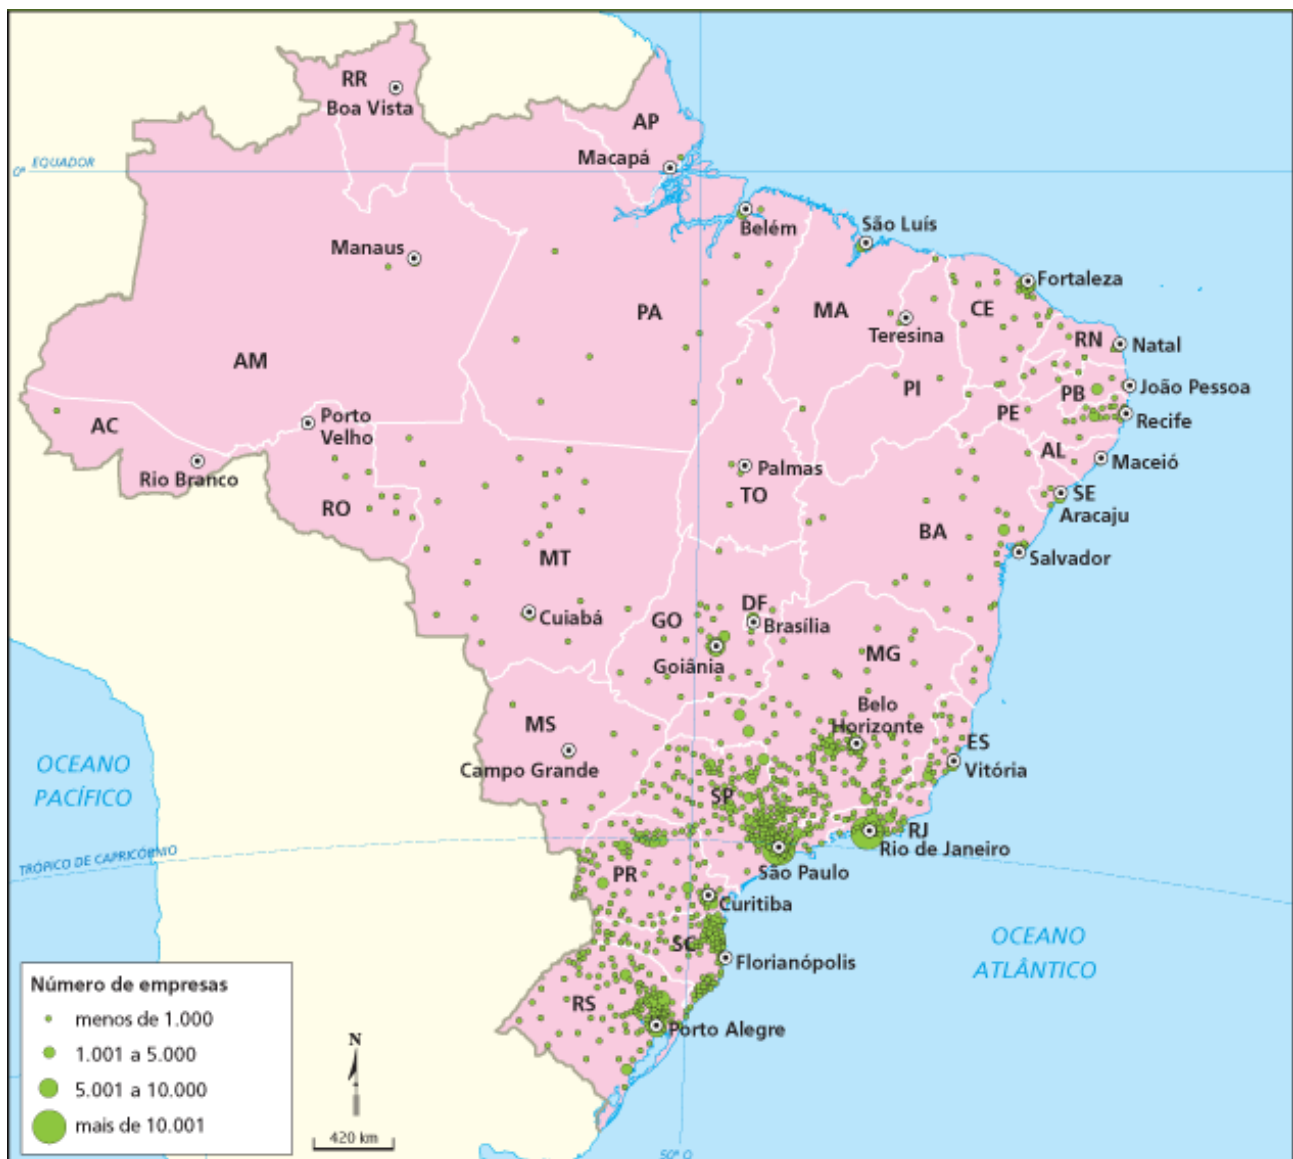 RR
Boa Vista
AP
Macapá
0°
EQUADOR
Belém
São Luís
Manaus
Fortaleza
PA
MA
CE
Teresina
RN
Natal
AM
PI
João Pessoa
PB
AC
Porto
Velho
PE
Recife
AL
Maceió
Rio Branco
Palmas
RO
TO
SE
Aracaju
BA
MT
Salvador
DF
Cuiabá
GO
Brasília
Goiânia
MG
Belo
Horizonte
MS
ES
Vitória
OCEANO
PACÍFICO
Campo Grande
SP
RJ
Rio de Janeiro
TRÓPICO DE CAPRICÓRNIO
São Paulo
PR
Curitiba
SC
OCEANO
ATLÂNTICO
Florianópolis
Número de empresas
menos de 1.000
1.001 a 5.000
5.001 a 10.000
mais de 10.001
RS
Porto Alegre
N
420 km
50° O